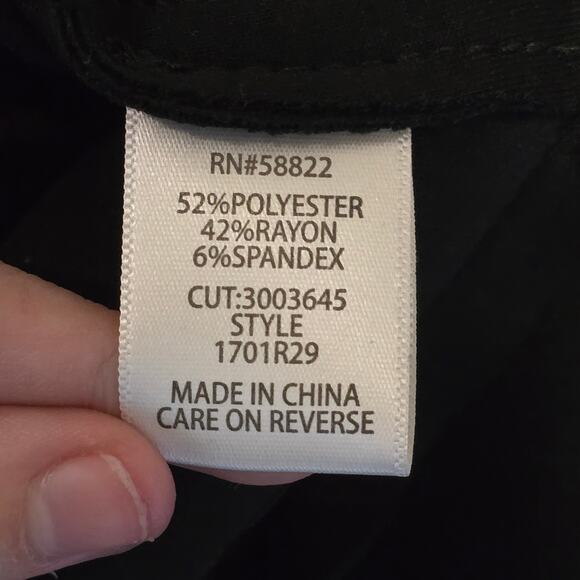 RN#58822
52%POLYESTER
42%RAYON
6%SPANDEX
CUT:3003645
STYLE
1701R29
MADE IN CHINA
CARE ON REVERSE